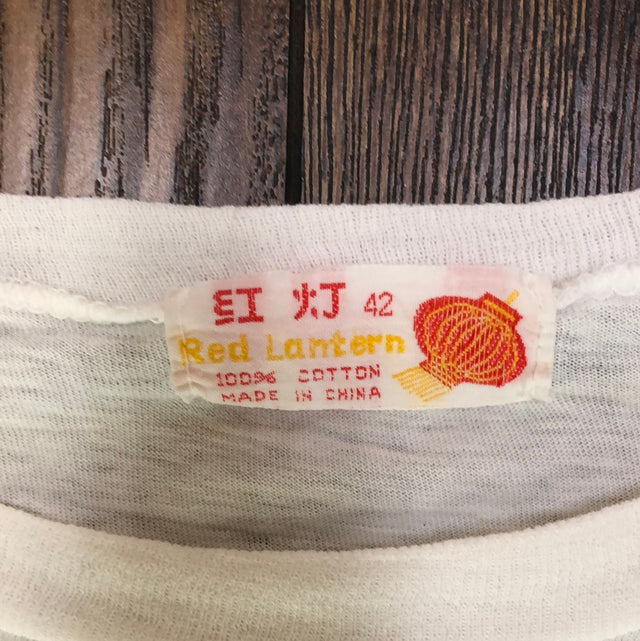 红灯 42
Red Lantern
100% COTTON
MADE IN CHINA